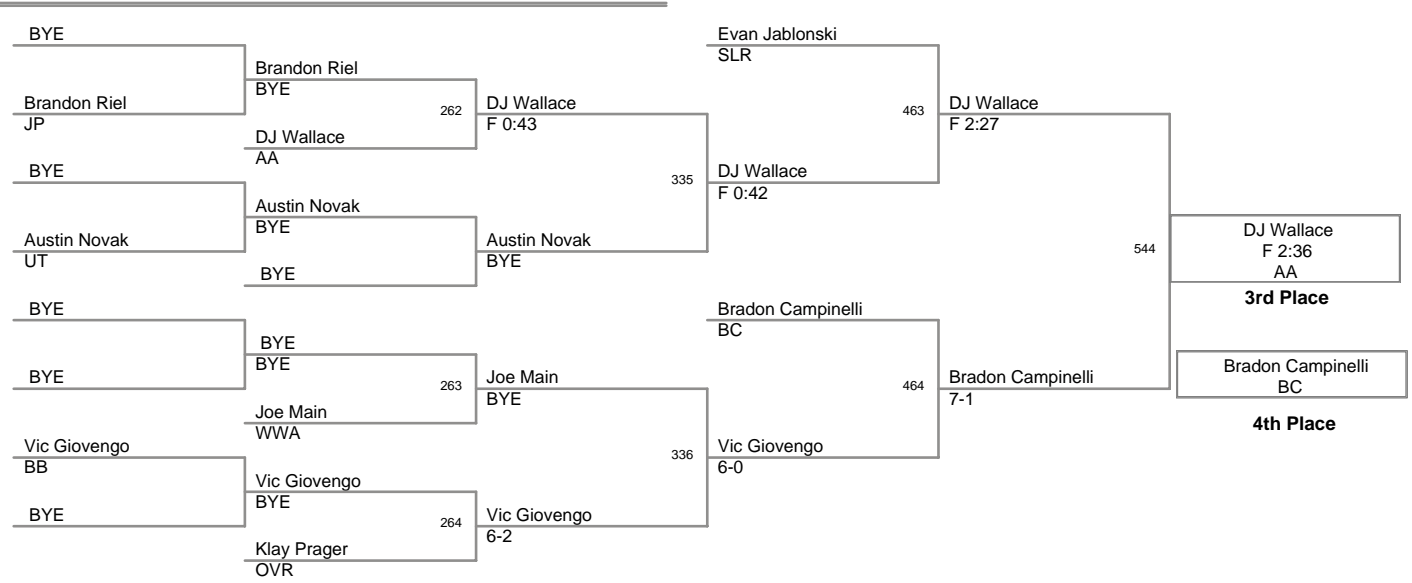 BYE
Brandon Riel
JP
BYE
Austin Novak
UT
BYE
BYE
Vic Giovengo
BB
BYE
Brandon Riel
BYE
262
DJ Wallace
AA
Austin Novak
BYE
BYE
BYE
BYE
263
Joe Main
WWA
Vic Giovengo
BYE
264
Klay Prager
OVR
DJ Wallace
F 0:43
335
Austin Novak
BYE
Joe Main
BYE
336
Vic Giovengo
6-2
Evan Jablonski
SLR
463
DJ Wallace
F 0:42
Bradon Campinelli
BC
464
Vic Giovengo
6-0
DJ Wallace
F 2:27
544
Bradon Campinelli
7-1
DJ Wallace
F 2:36
AA
3rd Place
Bradon Campinelli
BC
4th Place